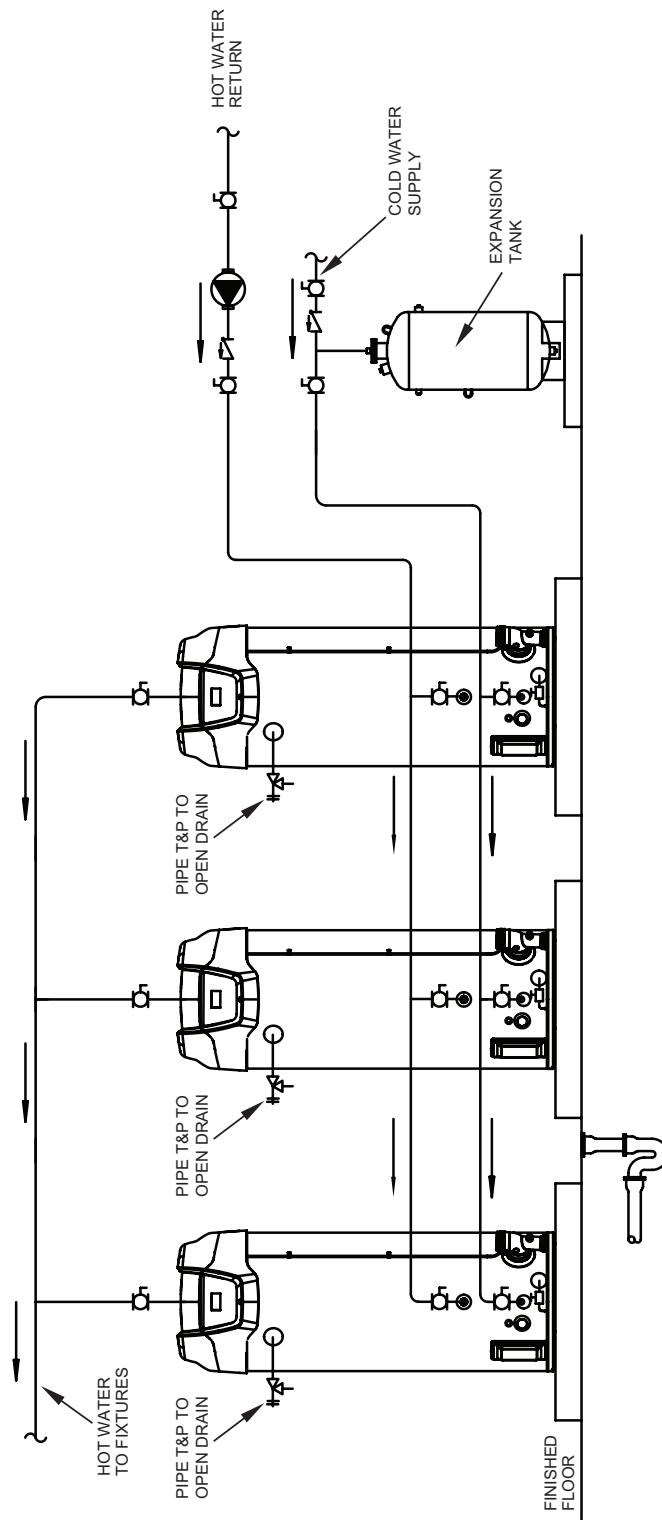 HOT WATER
TO FIXTURES
PIPE T&P TO
OPEN DRAIN
PIPE T&P TO
OPEN DRAIN
PIPE T&P TO
OPEN DRAIN
HOT WATER
RETURN
COLD WATER
SUPPLY
EXPANSION
TANK
FINISHED
FLOOR